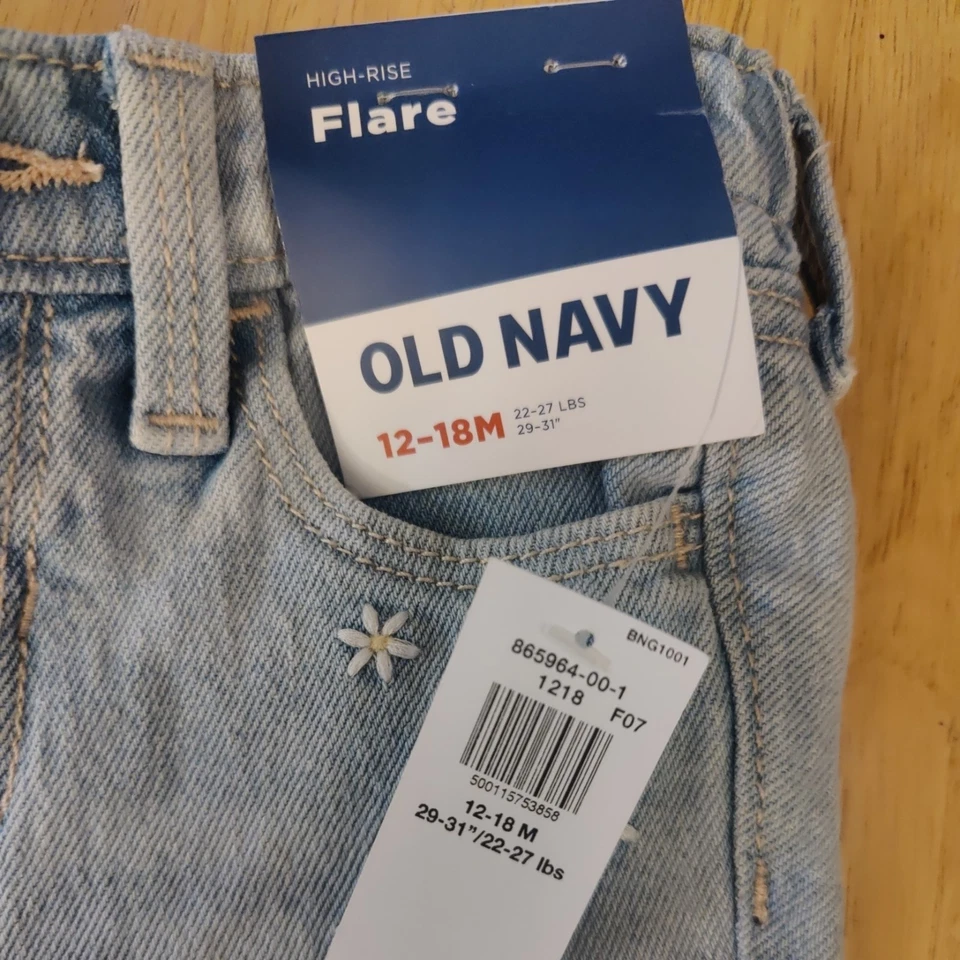 HIGH-RISE
Flare
OLD NAVY
12-18M
22-27 LBS
29-31"
BNG1001
865964-00-1
1218 F07
500115753858
12-18 M
29-31"/22-27 lbs